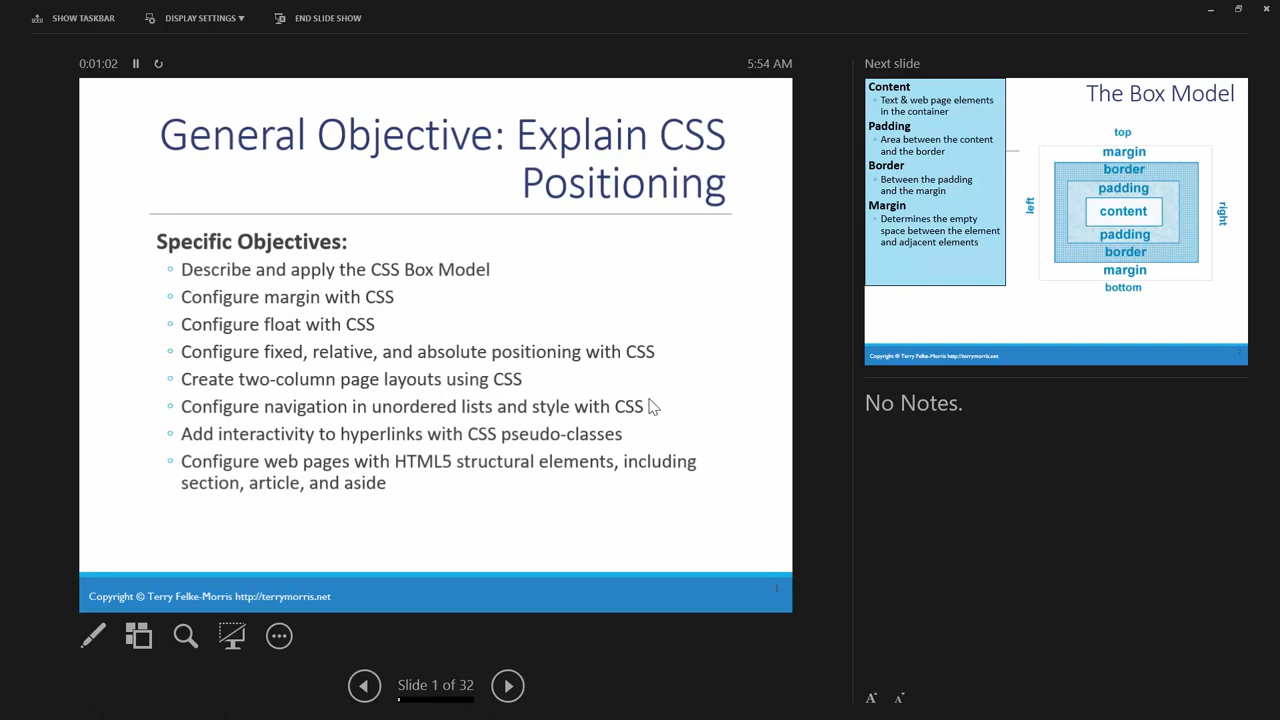 SHOW TASKBAR
DISPLAY SETTINGS ▼
END SLIDE SHOW
0:01:02
5:54 AM
General Objective: Explain CSS
Positioning
Specific Objectives:
◦ Describe and apply the CSS Box Model
◦ Configure margin with CSS
◦ Configure float with CSS
◦ Configure fixed, relative, and absolute positioning with CSS
◦ Create two-column page layouts using CSS
◦ Configure navigation in unordered lists and style with CSS
◦ Add interactivity to hyperlinks with CSS pseudo-classes
◦ Configure web pages with HTML5 structural elements, including
section, article, and aside
Copyright © Terry Felke-Morris http://terrymorris.net
1
Slide 1 of 32
Next slide
The Box Model
Content
◦ Text & web page elements
in the container
Padding
◦ Area between the content
and the border
Border
◦ Between the padding
and the margin
Margin
◦ Determines the empty
space between the element
and adjacent elements
top
margin
border
padding
left
content
right
padding
border
margin
bottom
Copyright © Terry Felke-Morris http://terrymorris.net
2
No Notes.
A A